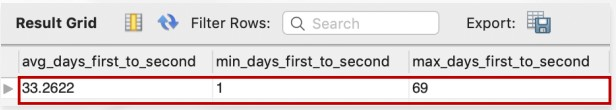 Result Grid Filter Rows: Search Export:
avg_days_first_to_second min_days_first_to_second max_days_first_to_second
33.2622 1 69